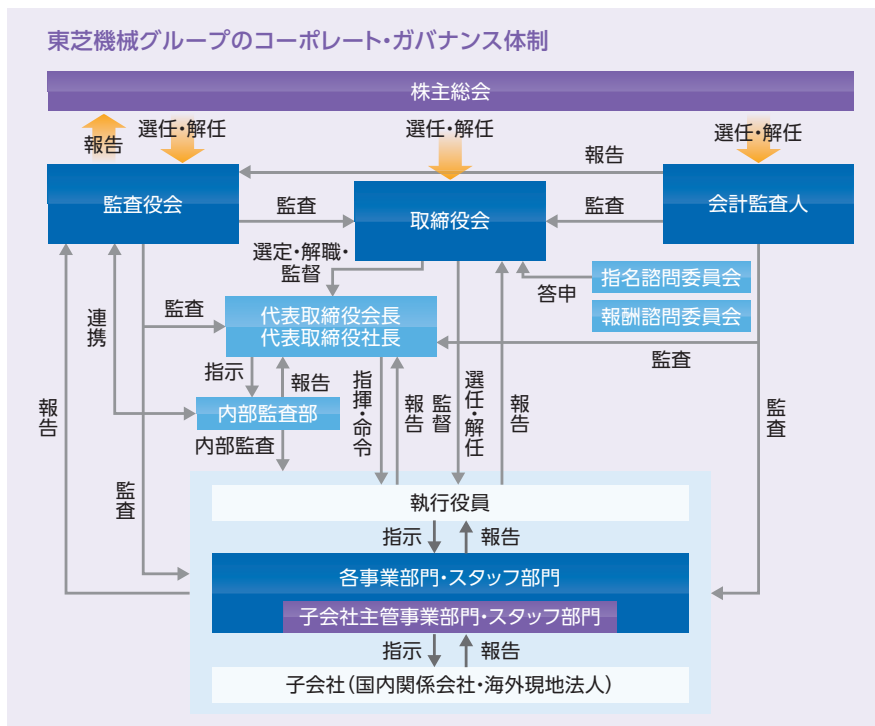 東芝機械グループのコーポレート・ガバナンス体制
株主総会
報告
選任・解任
選任・解任
選任・解任
報告
監査役会
監査
取締役会
監査
会計監査人
選定・解職・
監督
答申
指名諮問委員会
報酬諮問委員会
連携
監査
代表取締役会長
代表取締役社長
監査
指示
報告
内部監査部
内部監査
指揮・命令
報告
監督
選任・解任
報告
報告
監査
監査
執行役員
指示
報告
各事業部門・スタッフ部門
子会社主管事業部門・スタッフ部門
指示
報告
子会社(国内関係会社・海外現地法人)